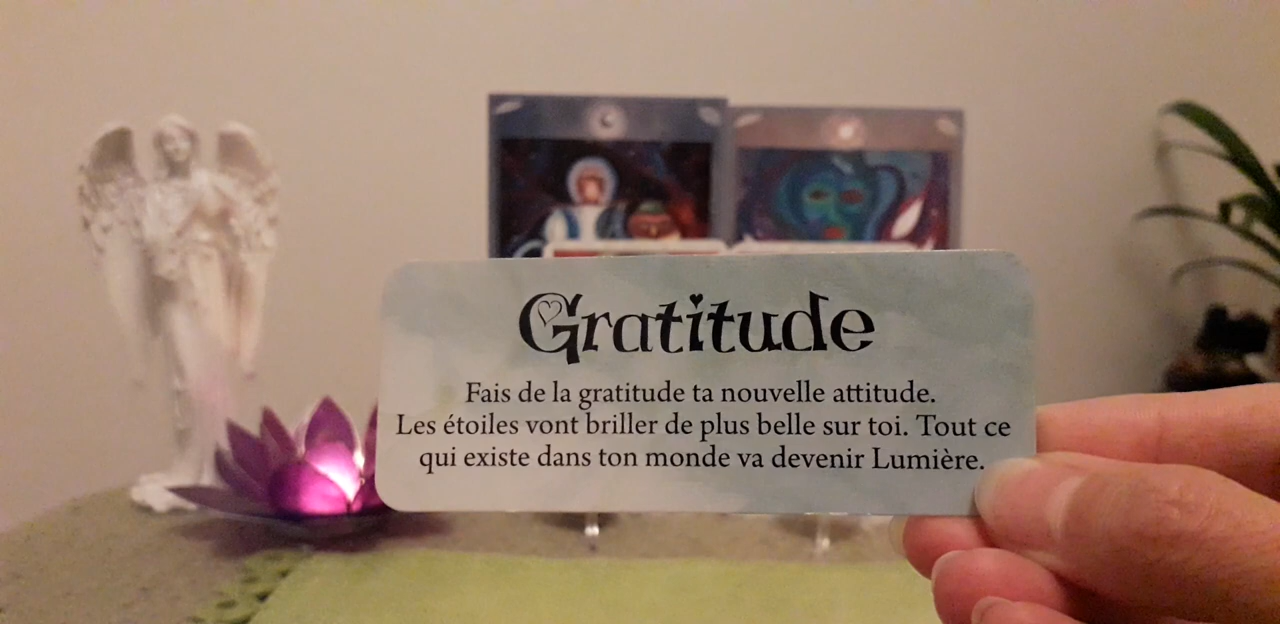 Gratitude
Fais de la gratitude ta nouvelle attitude.
Les étoiles vont briller de plus belle sur toi. Tout ce
qui existe dans ton monde va devenir Lumière.